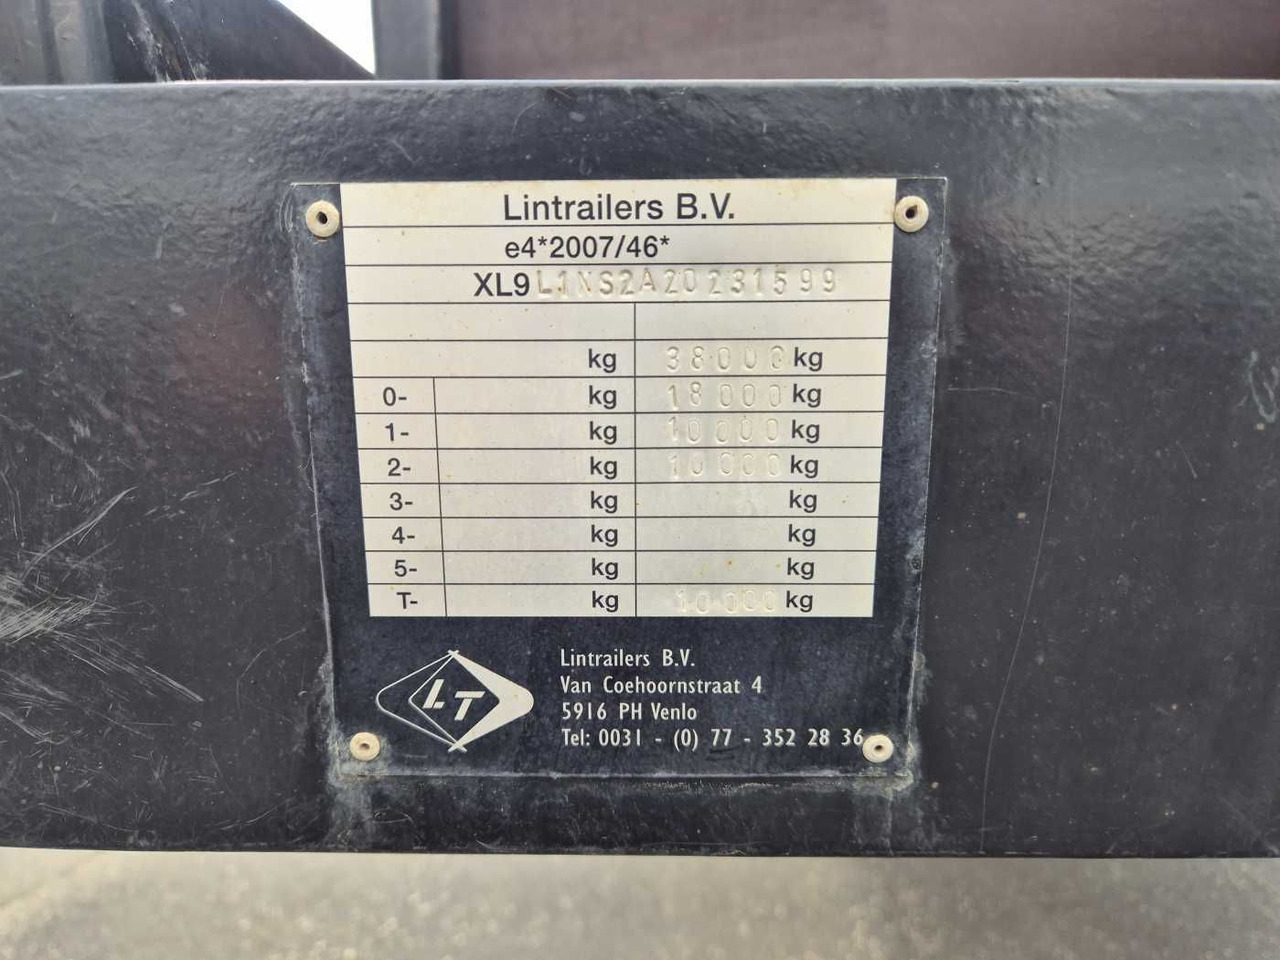 Lintrailers B.V.
e4*2007/46*
XL9L1NS2A20231599
kg 38000 kg
0- kg 18000 kg
1- kg 10000 kg
2- kg 10000 kg
3- kg kg
4- kg kg
5- kg kg
T- kg 10000 kg
LT
Lintrailers B.V.
Van Coehoornstraat 4
5916 PH Venlo
Tel: 0031 - (0) 77 - 352 28 36